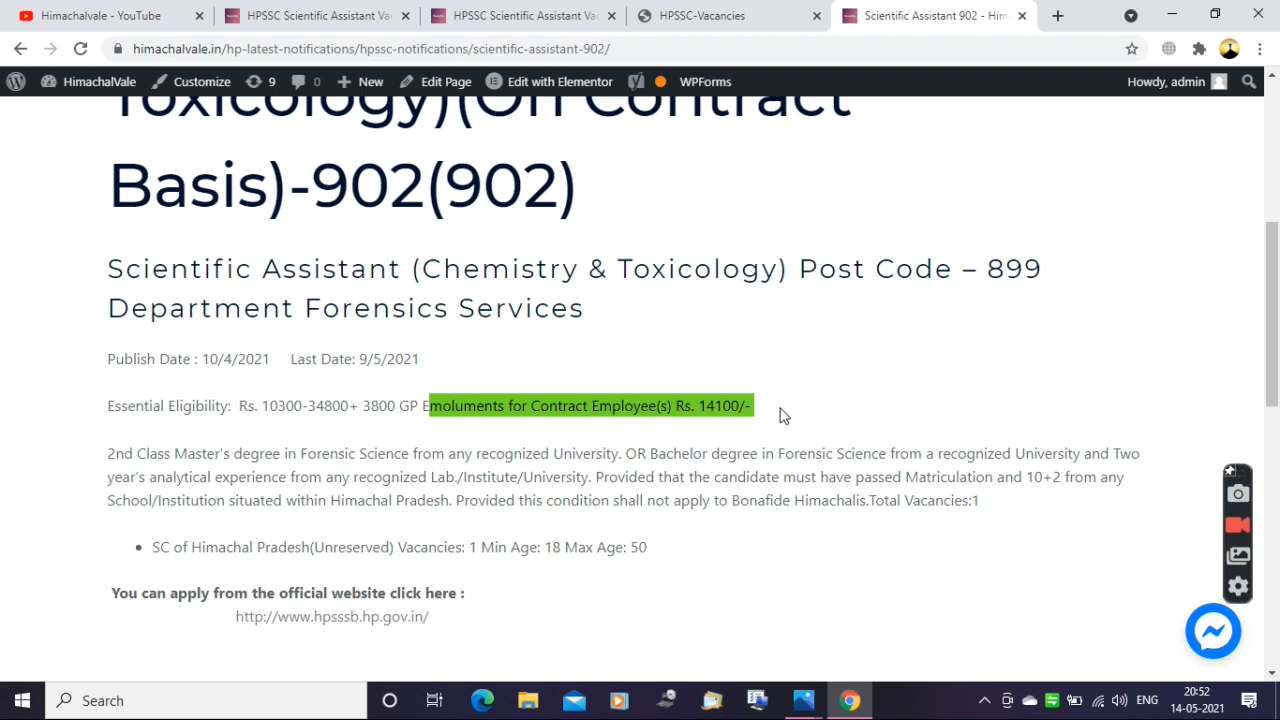 Himachalvale - YouTube
HPSSC Scientific Assistant Va
HPSSC Scientific Assistant Va
HPSSC-Vacancies
Scientific Assistant 902 - Him
himachalvale.in/hp-latest-notifications/hpssc-notifications/scientific-assistant-902/
HimachalVale
Customize
9
0
New
Edit Page
Edit with Elementor
WPForms
Howdy, admin
Toxicology)(On Contract
Basis)-902(902)
Scientific Assistant (Chemistry & Toxicology) Post Code – 899
Department Forensics Services
Publish Date : 10/4/2021 Last Date: 9/5/2021
Essential Eligibility: Rs. 10300-34800+ 3800 GP Emoluments for Contract Employee(s) Rs. 14100/-
2nd Class Master's degree in Forensic Science from any recognized University. OR Bachelor degree in Forensic Science from a recognized University and Two
year's analytical experience from any recognized Lab./Institute/University. Provided that the candidate must have passed Matriculation and 10+2 from any
School/Institution situated within Himachal Pradesh. Provided this condition shall not apply to Bonafide Himachalis.Total Vacancies:1
SC of Himachal Pradesh(Unreserved) Vacancies: 1 Min Age: 18 Max Age: 50
You can apply from the official website click here :
http://www.hpsssb.hp.gov.in/
Search
ENG
20:52
14-05-2021